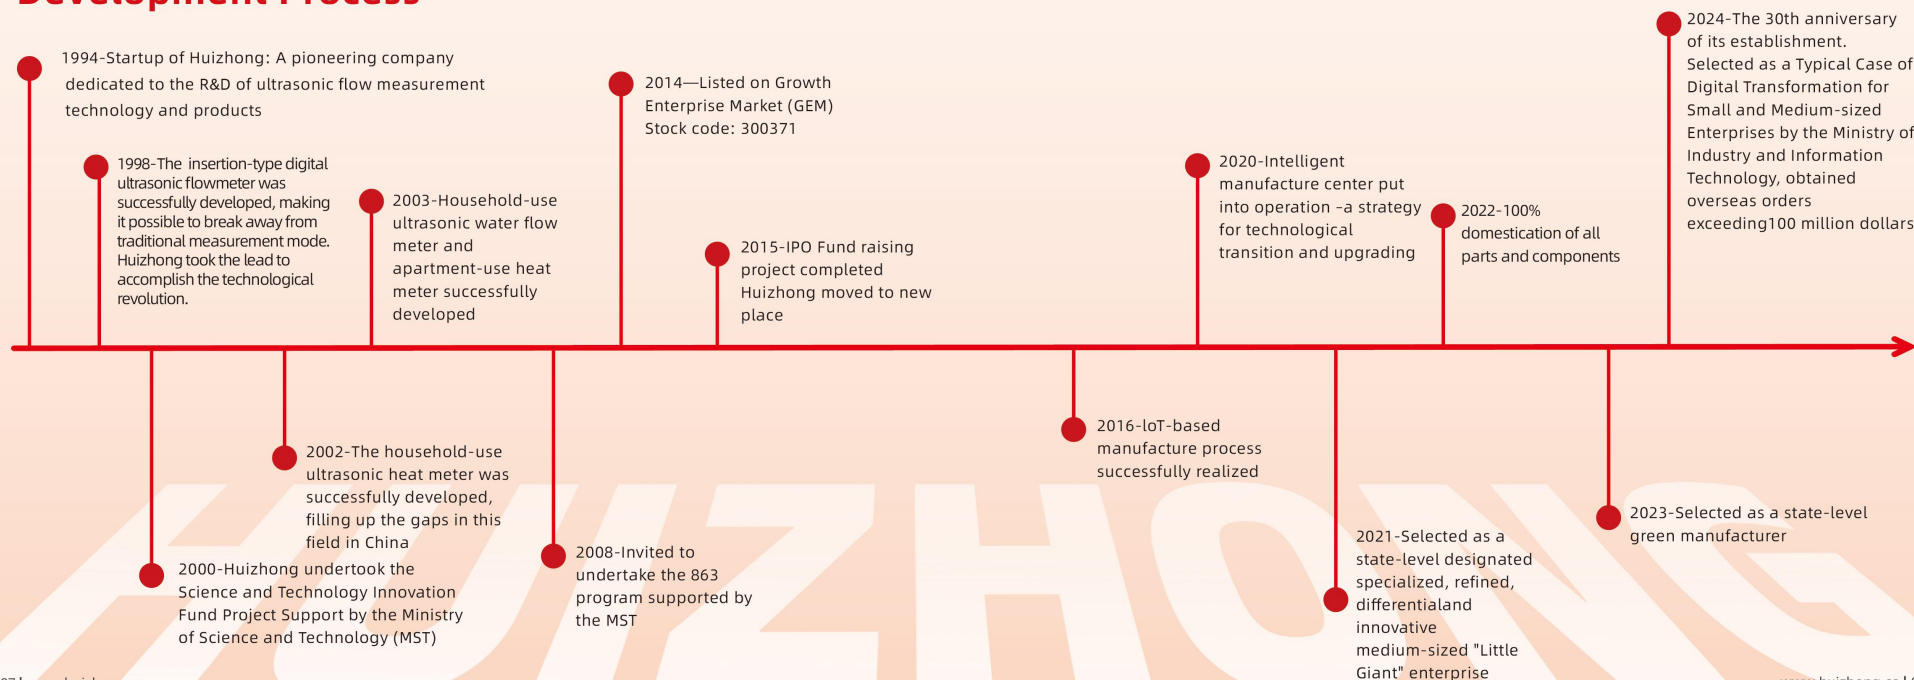 Development Process
1994-Startup of Huizhong: A pioneering company
dedicated to the R&D of ultrasonic flow measurement
technology and products
1998-The insertion-type digital
ultrasonic flowmeter was
successfully developed, making
it possible to break away from
traditional measurement mode.
Huizhong took the lead to
accomplish the technological
revolution.
2000-Huizhong undertook the
Science and Technology Innovation
Fund Project Support by the Ministry
of Science and Technology (MST)
2002-The household-use
ultrasonic heat meter was
successfully developed,
filling up the gaps in this
field in China
2003-Household-use
ultrasonic water flow
meter and
apartment-use heat
meter successfully
developed
2008-Invited to
undertake the 863
program supported by
the MST
2014—Listed on Growth
Enterprise Market (GEM)
Stock code: 300371
2015-IPO Fund raising
project completed
Huizhong moved to new
place
2016-loT-based
manufacture process
successfully realized
2020-Intelligent
manufacture center put
into operation –a strategy
for technological
transition and upgrading
2021-Selected as a
state-level designated
specialized, refined,
differentialand
innovative
medium-sized "Little
Giant" enterprise
2022-100%
domestication of all
parts and components
2023-Selected as a state-level
green manufacturer
2024-The 30th anniversary
of its establishment.
Selected as a Typical Case of
Digital Transformation for
Small and Medium-sized
Enterprises by the Ministry of
Industry and Information
Technology, obtained
overseas orders
exceeding100 million dollars
HUIZHONG